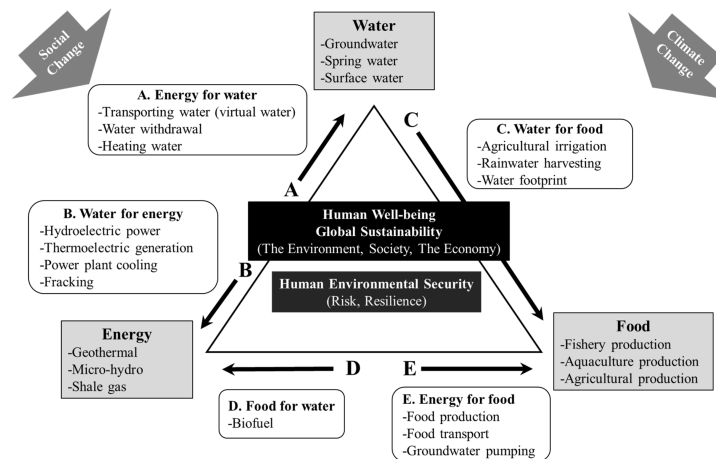 Social
Change
Water
-Groundwater
-Spring water
-Surface water
Climate
Change
A. Energy for water
-Transporting water (virtual water)
-Water withdrawal
-Heating water
C
C. Water for food
-Agricultural irrigation
-Rainwater harvesting
-Water footprint
A
B. Water for energy
-Hydroelectric power
-Thermoelectric generation
-Power plant cooling
-Fracking
Human Well-being
Global Sustainability
(The Environment, Society, The Economy)
B
Human Environmental Security
(Risk, Resilience)
Energy
-Geothermal
-Micro-hydro
-Shale gas
Food
-Fishery production
-Aquaculture production
-Agricultural production
D
E
D. Food for water
-Biofuel
E. Energy for food
-Food production
-Food transport
-Groundwater pumping